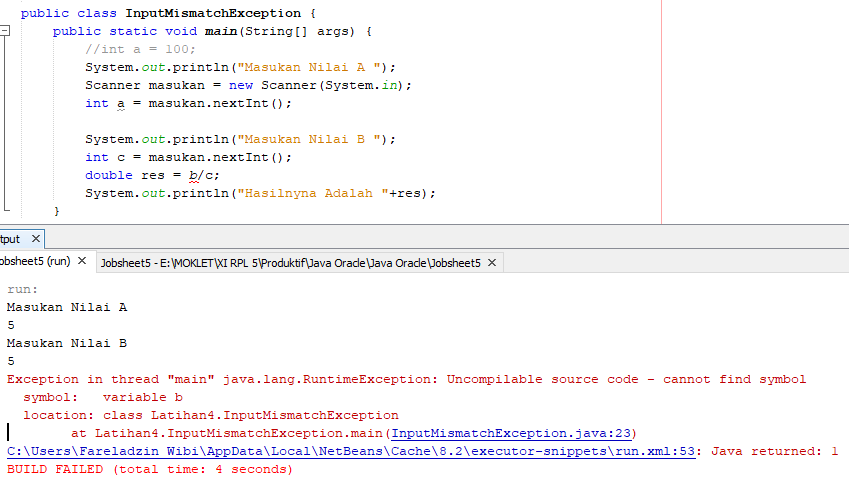 public class InputMismatchException {
public static void main(String[] args) {
//int a = 100;
System.out.println("Masukan Nilai A ");
Scanner masukan = new Scanner(System.in);
int a = masukan.nextInt();
System.out.println("Masukan Nilai B ");
int c = masukan.nextInt();
double res = b/c;
System.out.println("Hasilnyna Adalah "+res);
}
tput ×
obsheet5 (run) × Jobsheet5 - E:\MOKLET\XI RPL 5\Produktif\Java Oracle\Java Oracle\Jobsheet5 ×
run:
Masukan Nilai A
5
Masukan Nilai B
5
Exception in thread "main" java.lang.RuntimeException: Uncompilable source code - cannot find symbol
symbol:   variable b
location: class Latihan4.InputMismatchException
at Latihan4.InputMismatchException.main(InputMismatchException.java:23)
C:\Users\Fareladzin Wibi\AppData\Local\NetBeans\Cache\8.2\executor-snippets\run.xml:53: Java returned: 1
BUILD FAILED (total time: 4 seconds)